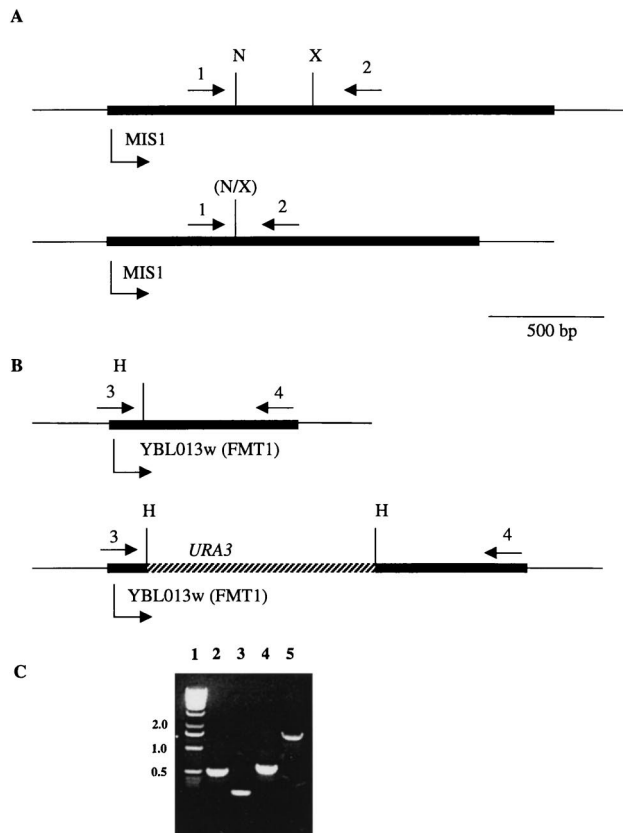 A
N X
1 2
MIS1
(N/X)
1 2
MIS1
500 bp
B
H
3 4
YBL013w (FMT1)
H H
3 URA3 4
YBL013w (FMT1)
C
1 2 3 4 5
2.0
1.0
0.5